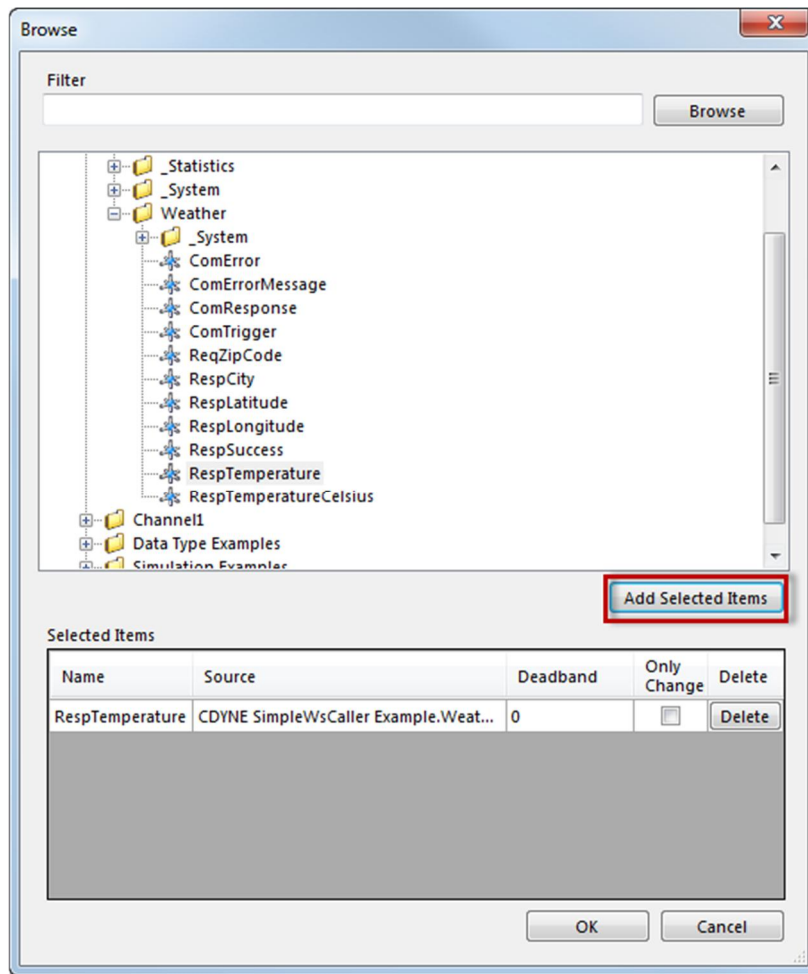 Browse
Filter
Browse
_Statistics
_System
Weather
_System
ComError
ComErrorMessage
ComResponse
ComTrigger
ReqZipCode
RespCity
RespLatitude
RespLongitude
RespSuccess
RespTemperature
RespTemperatureCelsius
Channel1
Data Type Examples
Simulation Examples
Add Selected Items
Selected Items
Name Source Deadband Only Change Delete
RespTemperature CDYNE SimpleWsCaller Example.Weat... 0 Delete
OK Cancel